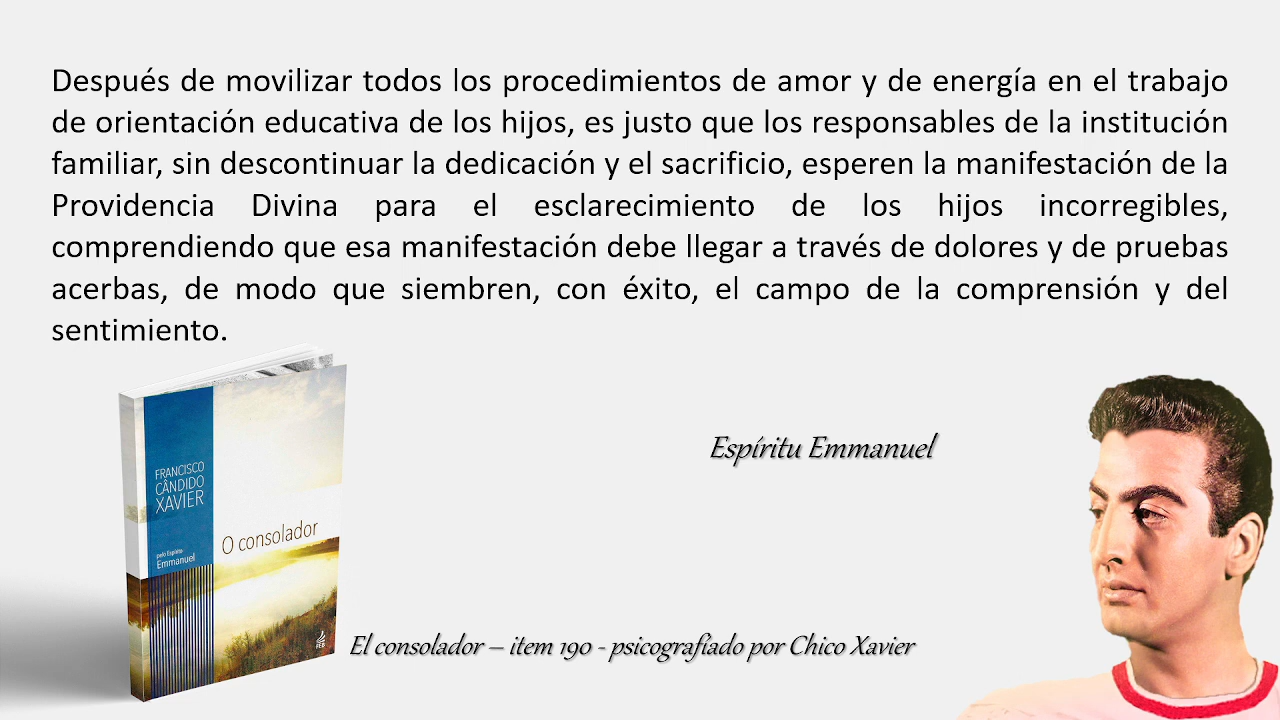 Después de movilizar todos los procedimientos de amor y de energía en el trabajo
de orientación educativa de los hijos, es justo que los responsables de la institución
familiar, sin descontinuar la dedicación y el sacrificio, esperen la manifestación de la
Providencia Divina para el esclarecimiento de los hijos incorregibles,
comprendiendo que esa manifestación debe llegar a través de dolores y de pruebas
acerbas, de modo que siembren, con éxito, el campo de la comprensión y del
sentimiento.
Espíritu Emmanuel
FRANCISCO
CÂNDIDO
XAVIER
O consolador
pelo Espírito
Emmanuel
FEB
El consolador – item 190 - psicografiado por Chico Xavier